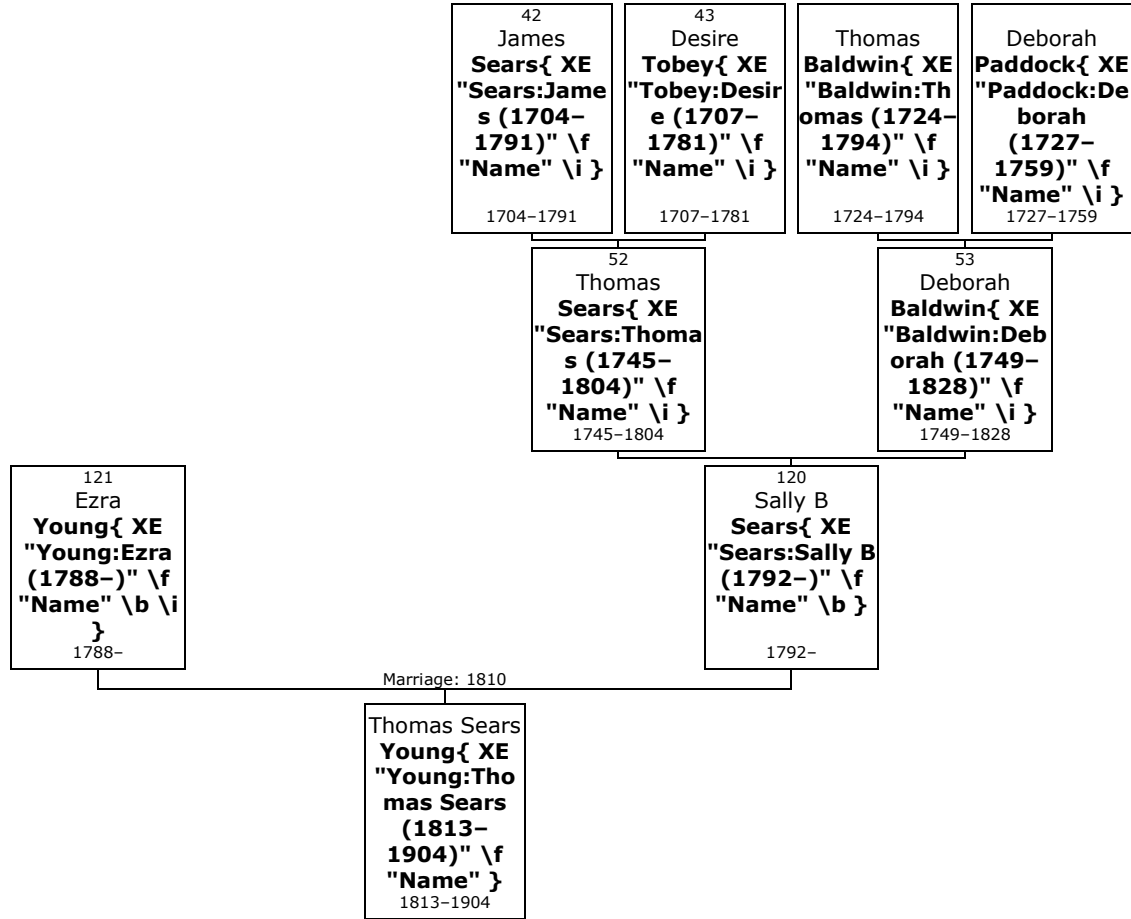 42
James
Sears{ XE
"Sears:Jame
s (1704–
1791)" \f
"Name" \i }
1704–1791
43
Desire
Tobey{ XE
"Tobey:Desir
e (1707–
1781)" \f
"Name" \i }
1707–1781
Thomas
Baldwin{ XE
"Baldwin:Th
omas (1724–
1794)" \f
"Name" \i }
1724–1794
Deborah
Paddock{ XE
"Paddock:De
borah
(1727–
1759)" \f
"Name" \i }
1727–1759
52
Thomas
Sears{ XE
"Sears:Thoma
s (1745–
1804)" \f
"Name" \i }
1745–1804
53
Deborah
Baldwin{ XE
"Baldwin:Deb
orah (1749–
1828)" \f
"Name" \i }
1749–1828
121
Ezra
Young{ XE
"Young:Ezra
(1788–)" \f
"Name" \b \i
}
1788–
120
Sally B
Sears{ XE
"Sears:Sally B
(1792–)" \f
"Name" \b }
1792–
Marriage: 1810
Thomas Sears
Young{ XE
"Young:Tho
mas Sears
(1813–
1904)" \f
"Name" }
1813–1904